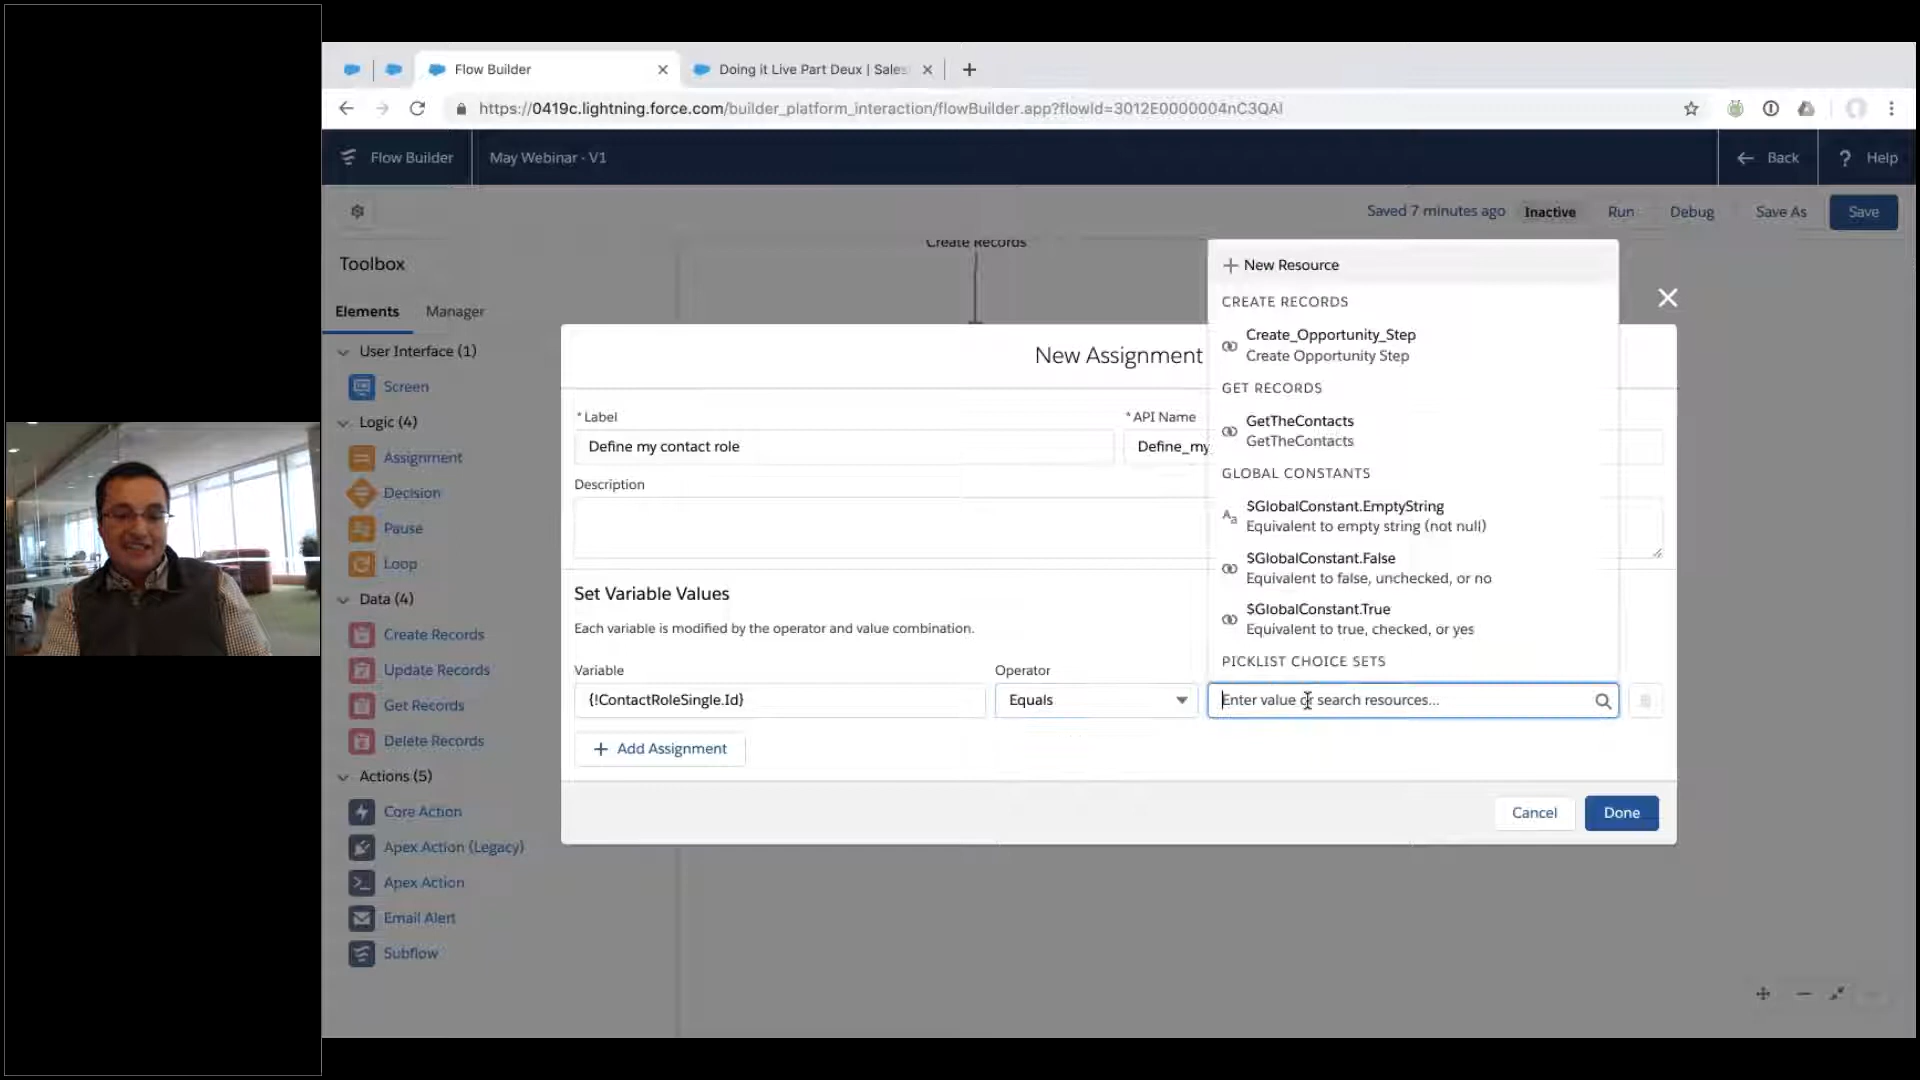 Flow Builder
Doing it Live Part Deux | Sales
https://0419c.lightning.force.com/builder_platform_interaction/flowBuilder.app?flowId=3012E0000004nC3QAI
Flow Builder
May Webinar - V1
Back
? Help
Saved 7 minutes ago
Inactive
Run
Debug
Save As
Save
Toolbox
Elements
Manager
User Interface (1)
Screen
Logic (4)
Assignment
Decision
Pause
Loop
Data (4)
Create Records
Update Records
Get Records
Delete Records
Actions (5)
Core Action
Apex Action (Legacy)
Apex Action
Email Alert
Subflow
Create Records
New Assignment
* Label
Define my contact role
* API Name
Define_my
Description
Set Variable Values
Each variable is modified by the operator and value combination.
Variable
{!ContactRoleSingle.Id}
Operator
Equals
+ Add Assignment
+ New Resource
CREATE RECORDS
Create_Opportunity_Step
Create Opportunity Step
GET RECORDS
GetTheContacts
GetTheContacts
GLOBAL CONSTANTS
Aa
$GlobalConstant.EmptyString
Equivalent to empty string (not null)
$GlobalConstant.False
Equivalent to false, unchecked, or no
$GlobalConstant.True
Equivalent to true, checked, or yes
PICKLIST CHOICE SETS
Enter value or search resources...
Cancel
Done